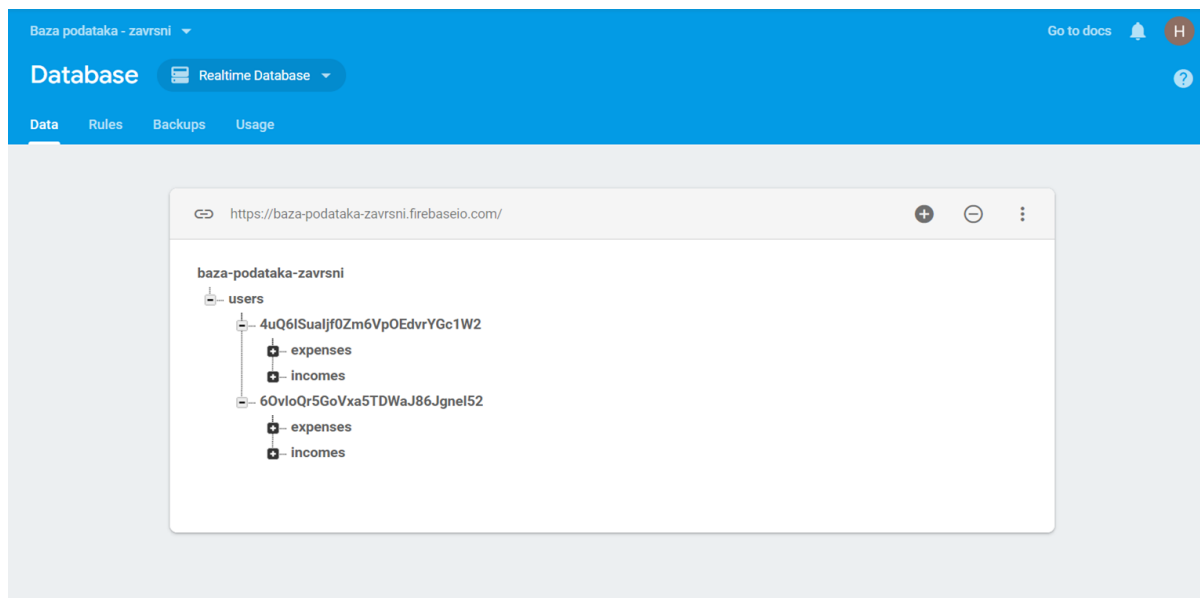 Baza podataka - zavrsni Go to docs H
Database Realtime Database ?
Data Rules Backups Usage
https://baza-podataka-zavrsni.firebaseio.com/
baza-podataka-zavrsni
users
4uQ6lSualjf0Zm6VpOEdvrYGc1W2
expenses
incomes
6OvloQr5GoVxa5TDWaJ86Jgnel52
expenses
incomes